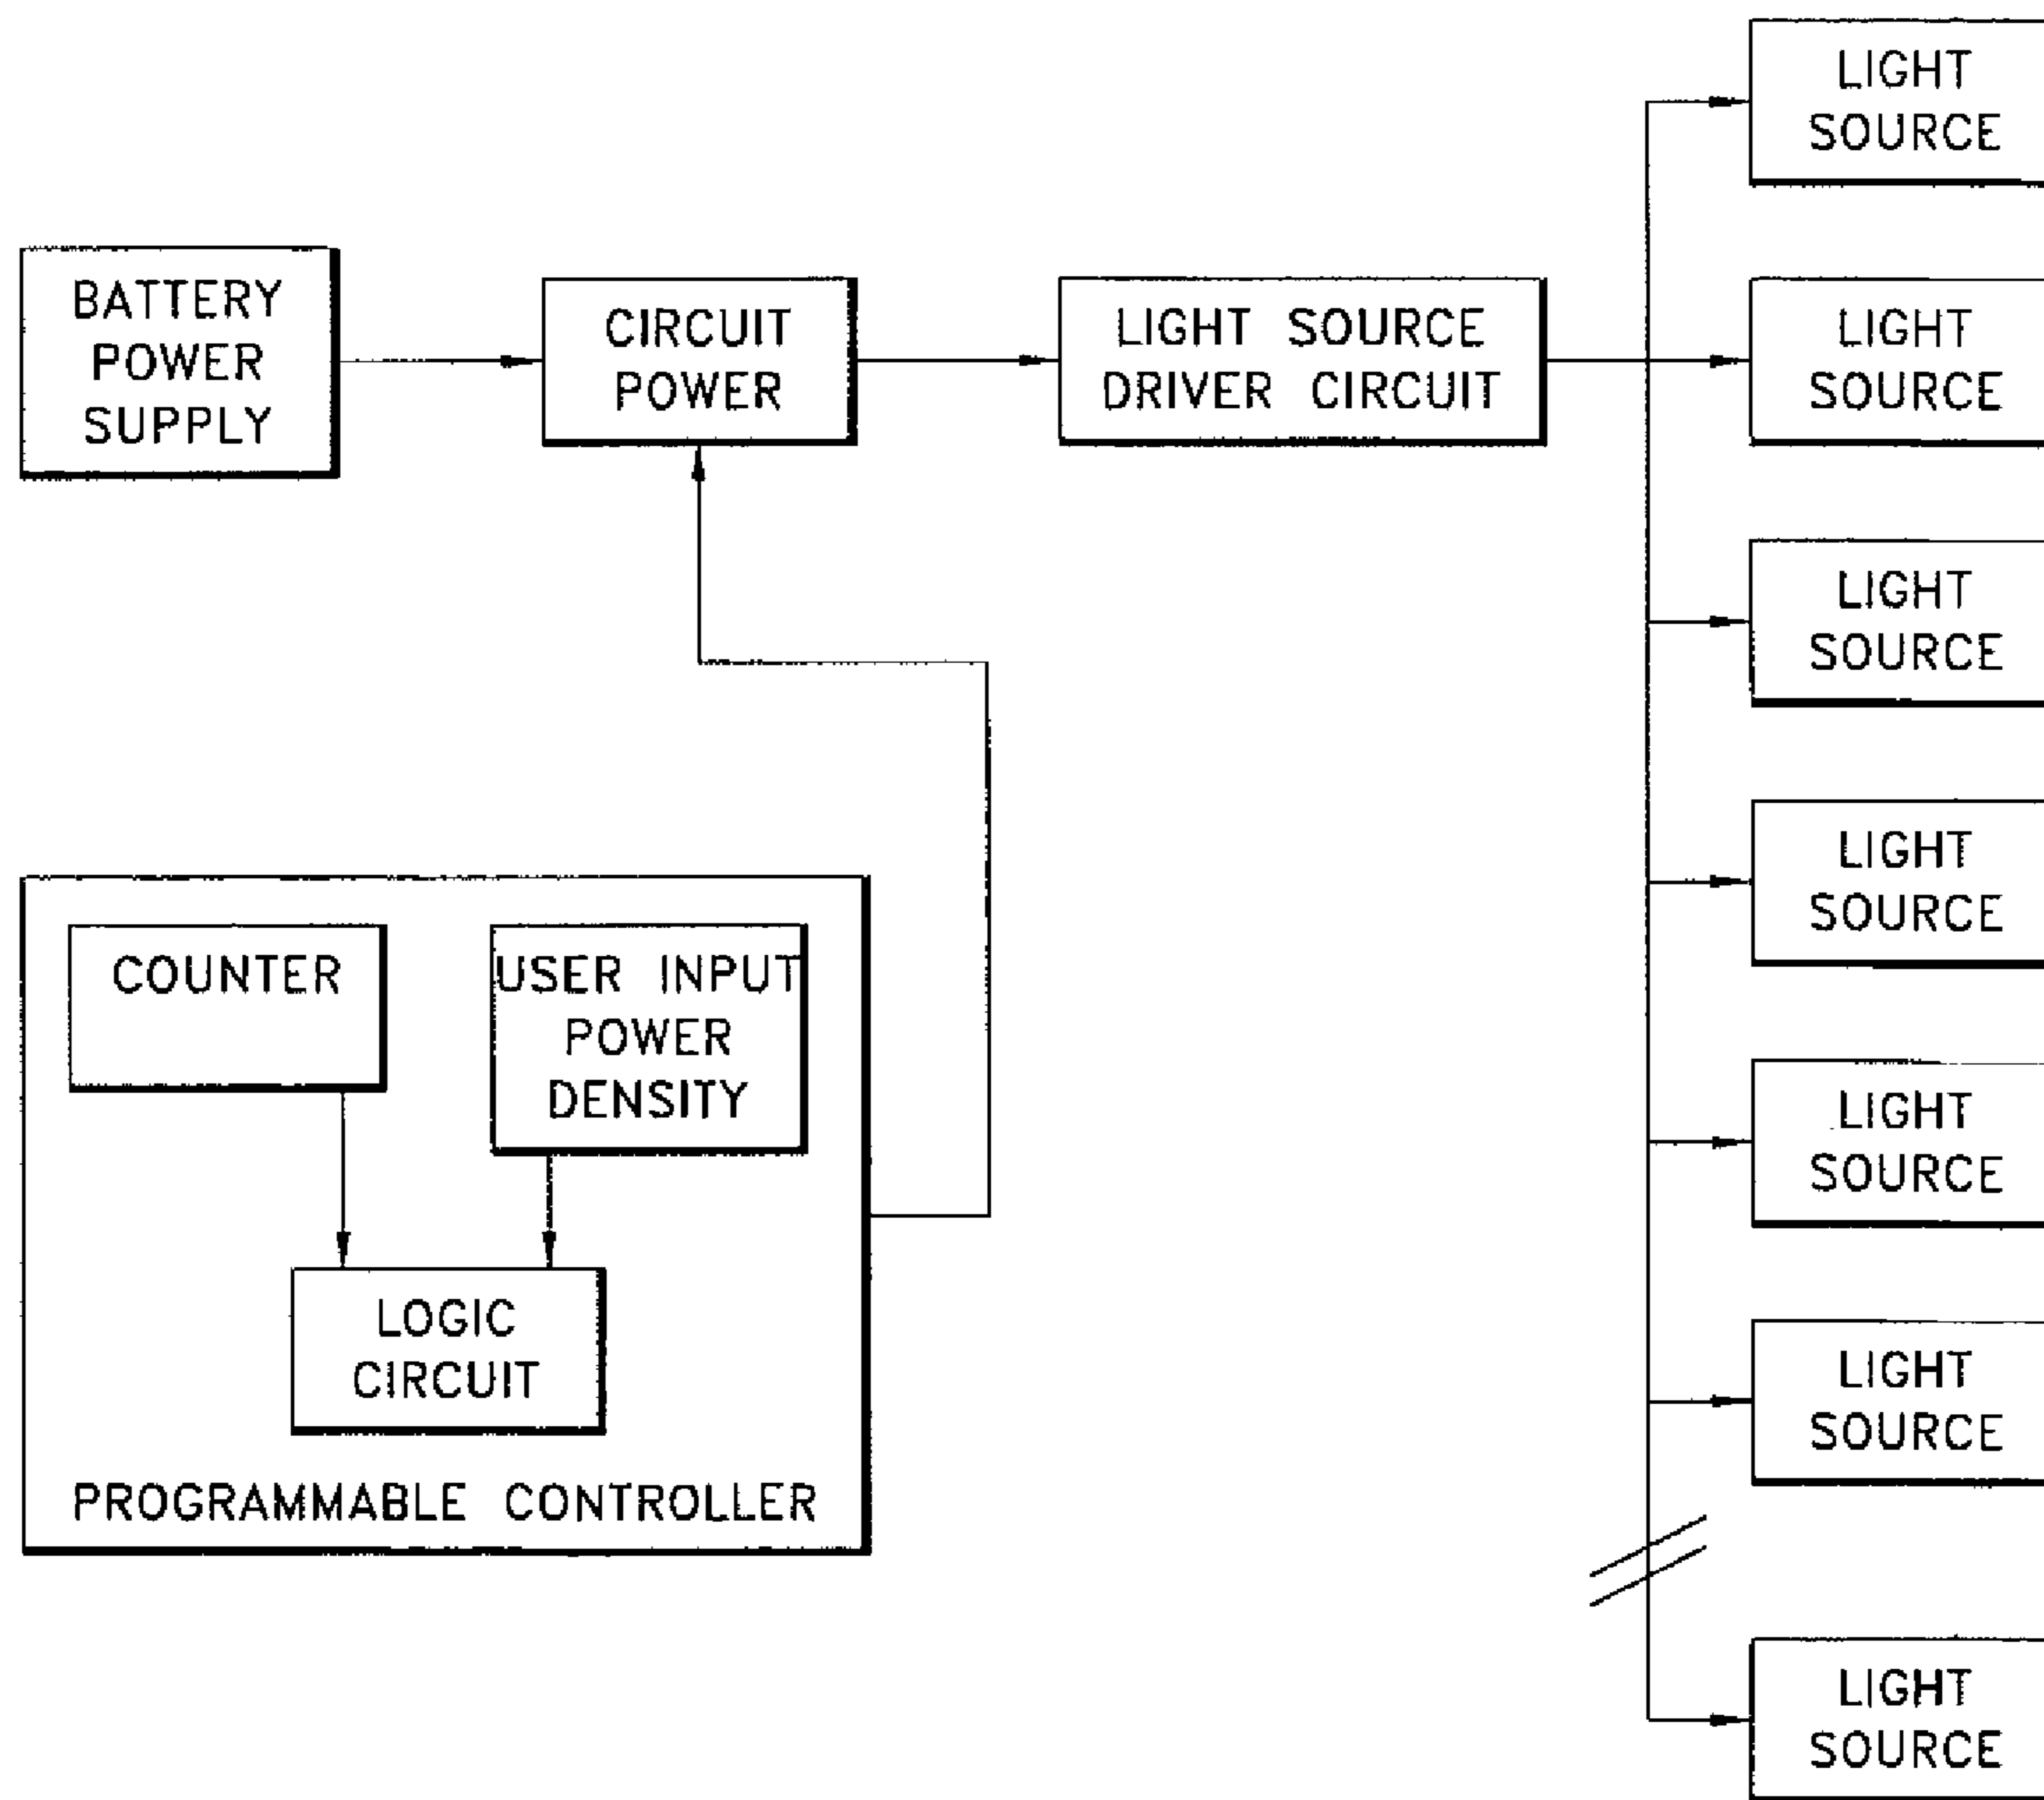 BATTERY
POWER
SUPPLY
CIRCUIT
POWER
LIGHT SOURCE
DRIVER CIRCUIT
LIGHT
SOURCE
LIGHT
SOURCE
LIGHT
SOURCE
LIGHT
SOURCE
LIGHT
SOURCE
LIGHT
SOURCE
LIGHT
SOURCE
COUNTER
USER INPUT
POWER
DENSITY
LOGIC
CIRCUIT
PROGRAMMABLE CONTROLLER